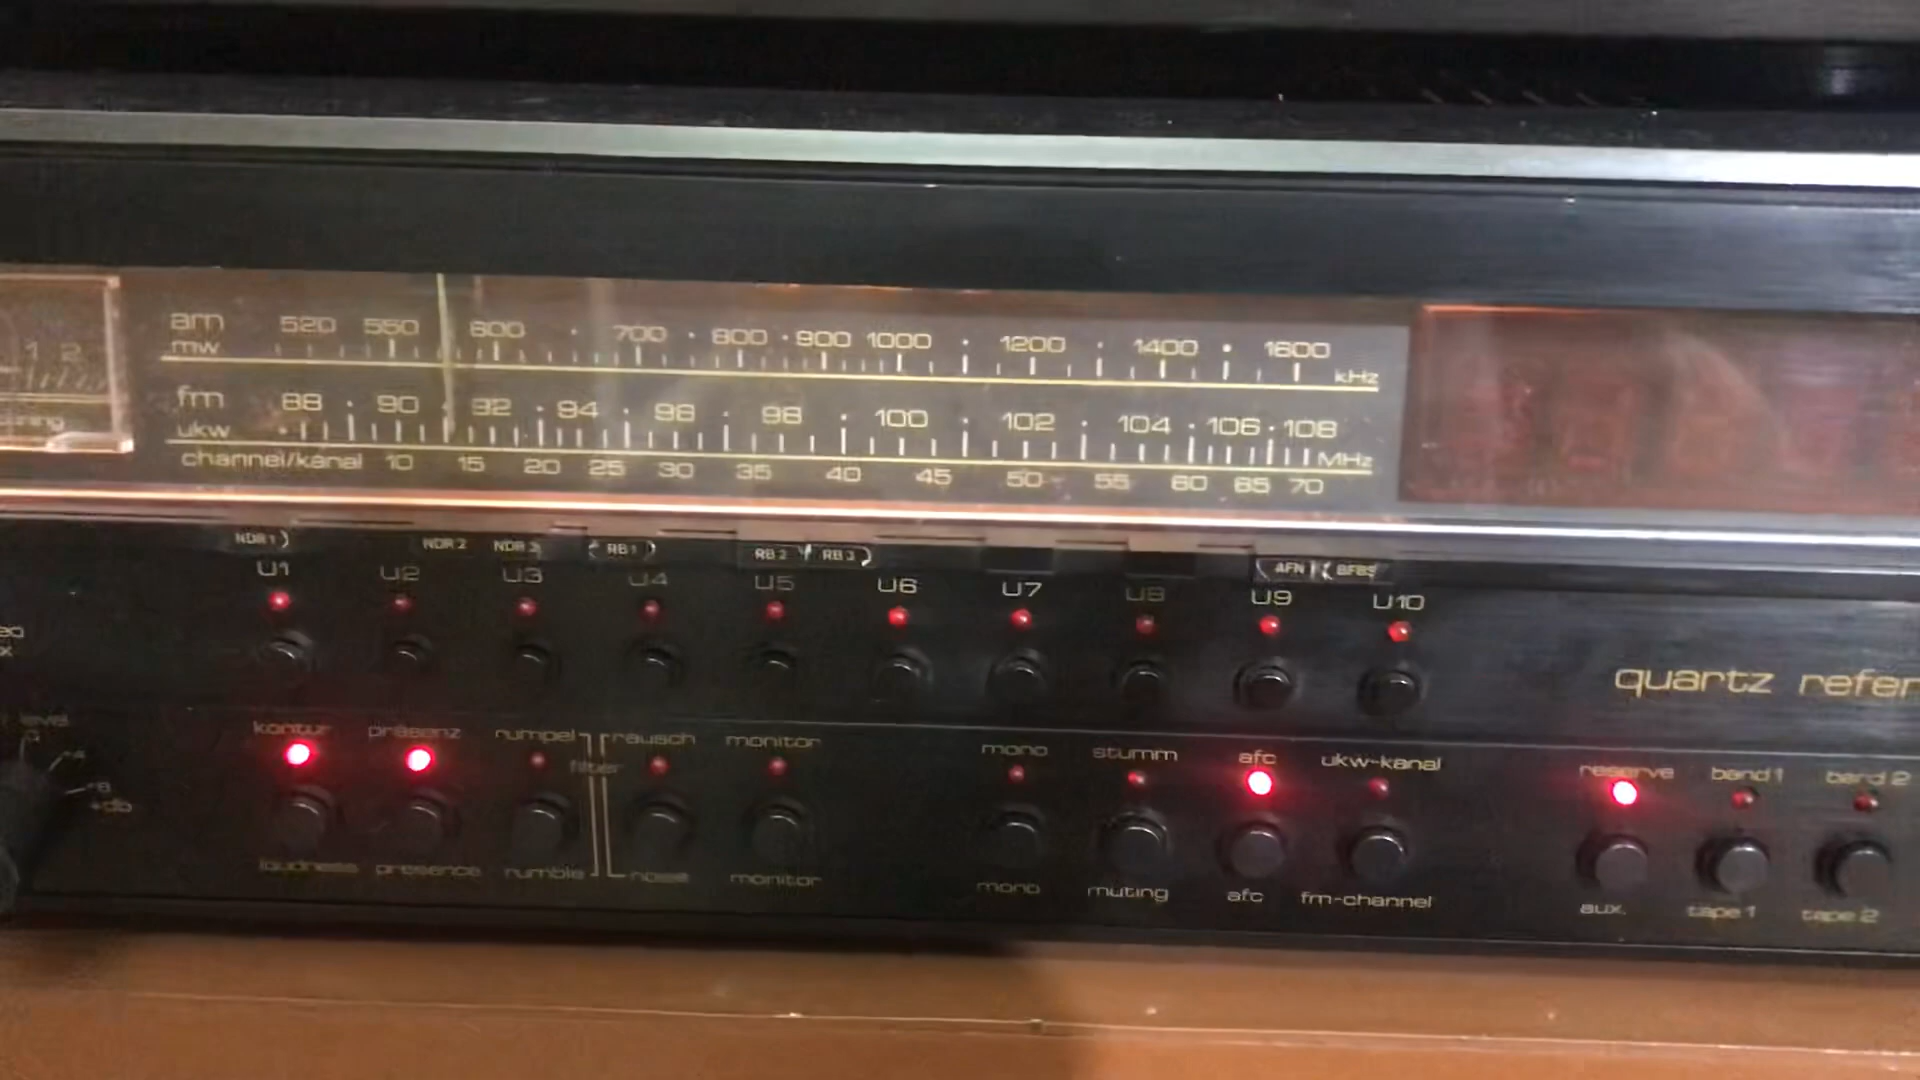 am 520 550 600 700 800 900 1000 1200 1400 1600
mw kHz
1 2
fm 88 90 92 94 96 98 100 102 104 106 108
ukw MHz
channel/kanal 10 15 20 25 30 35 40 45 50 55 60 65 70
NDR 1 NDR 2 NDR 3 RB 1 RB 2 RB 3 AFN BFBS
U1 U2 U3 U4 U5 U6 U7 U8 U9 U10
quartz refer
level
kontur präsenz rumpel rausch monitor mono stumm afc ukw-kanal reserve band 1 band 2
filter
+db
loudness presence rumble noise monitor mono muting afc fm-channel aux. tape 1 tape 2